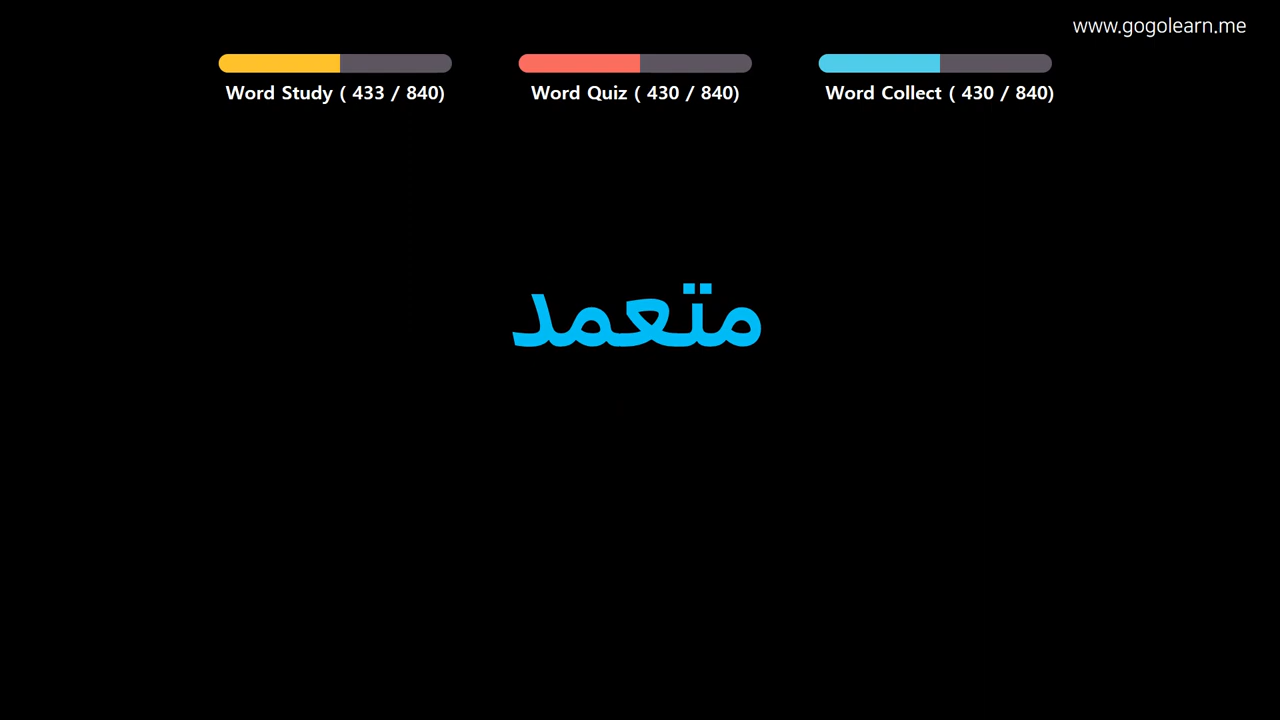 www.gogolearn.me
Word Study ( 433 / 840)
Word Quiz ( 430 / 840)
Word Collect ( 430 / 840)
متعمد